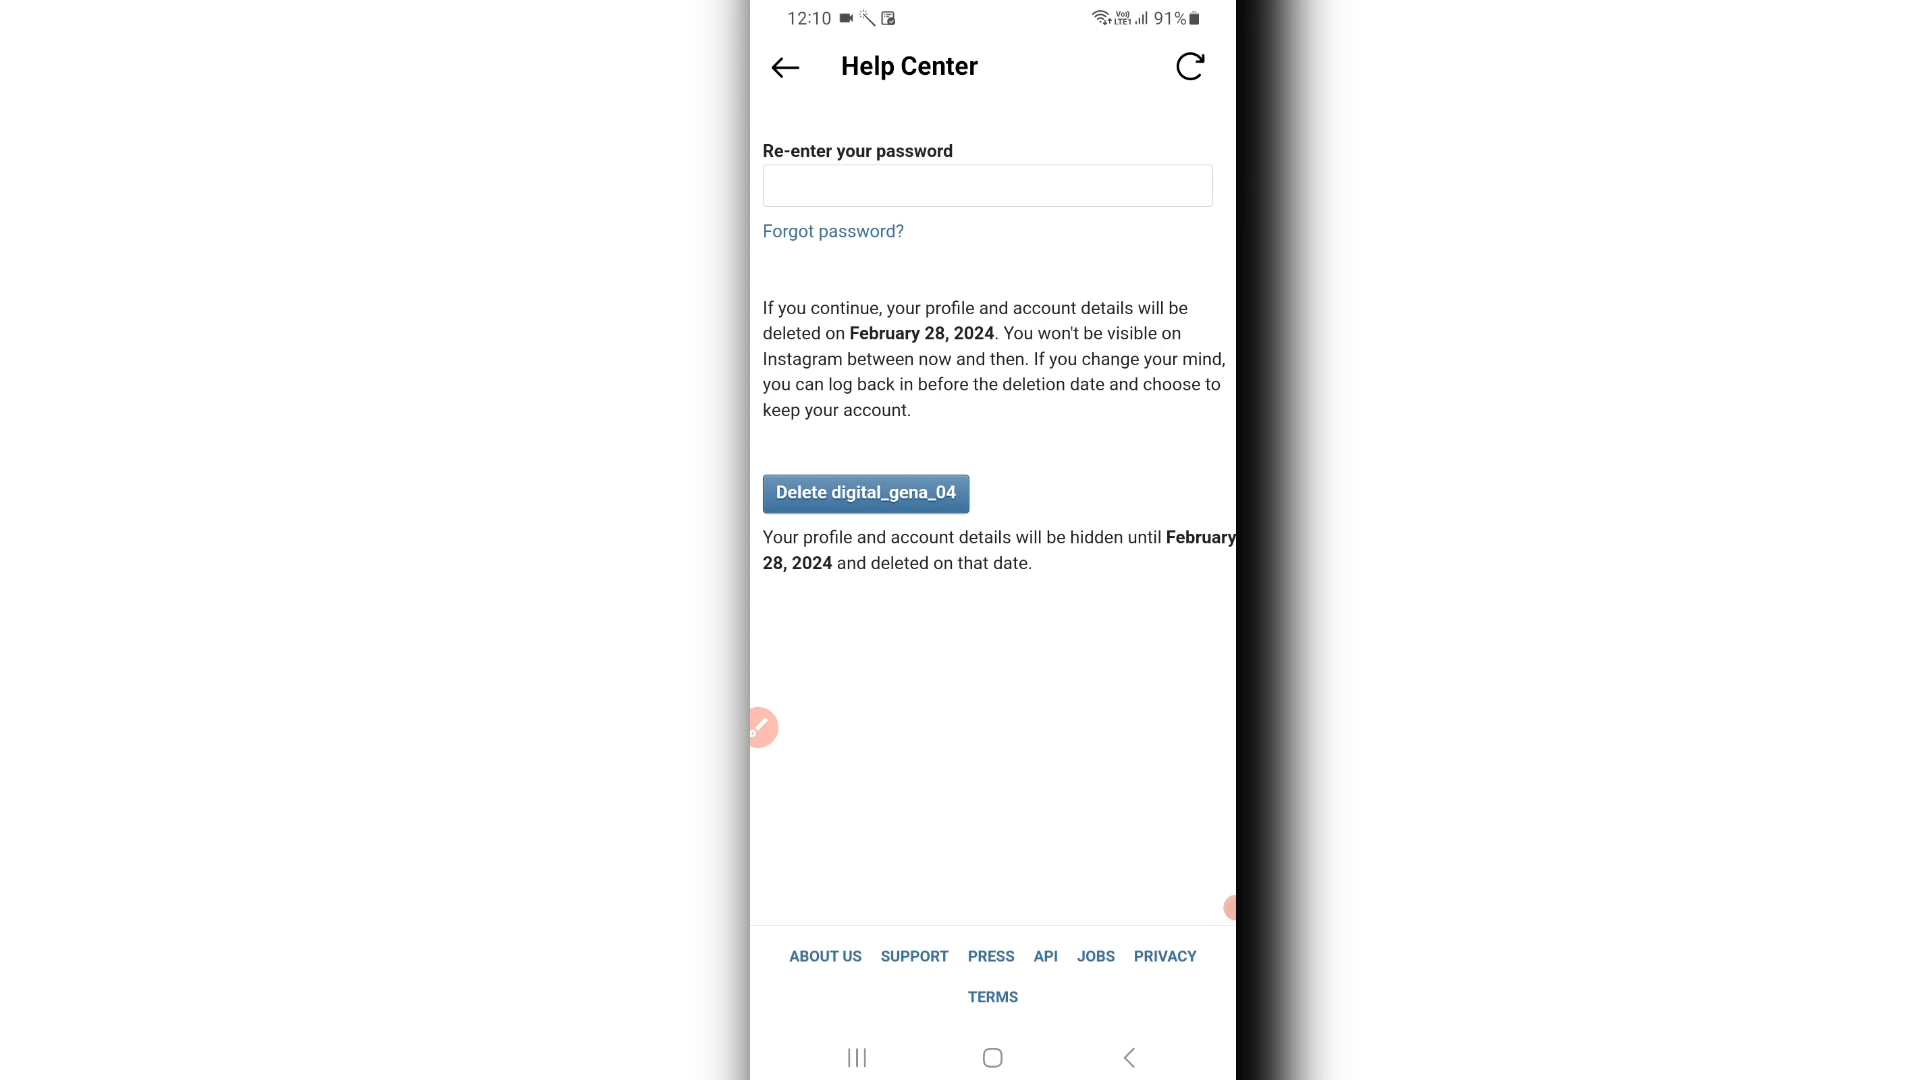 12:10 91%
Help Center
Re-enter your password
Forgot password?
If you continue, your profile and account details will be
deleted on February 28, 2024. You won't be visible on
Instagram between now and then. If you change your mind,
you can log back in before the deletion date and choose to
keep your account.
Delete digital_gena_04
Your profile and account details will be hidden until February
28, 2024 and deleted on that date.
ABOUT US SUPPORT PRESS API JOBS PRIVACY
TERMS